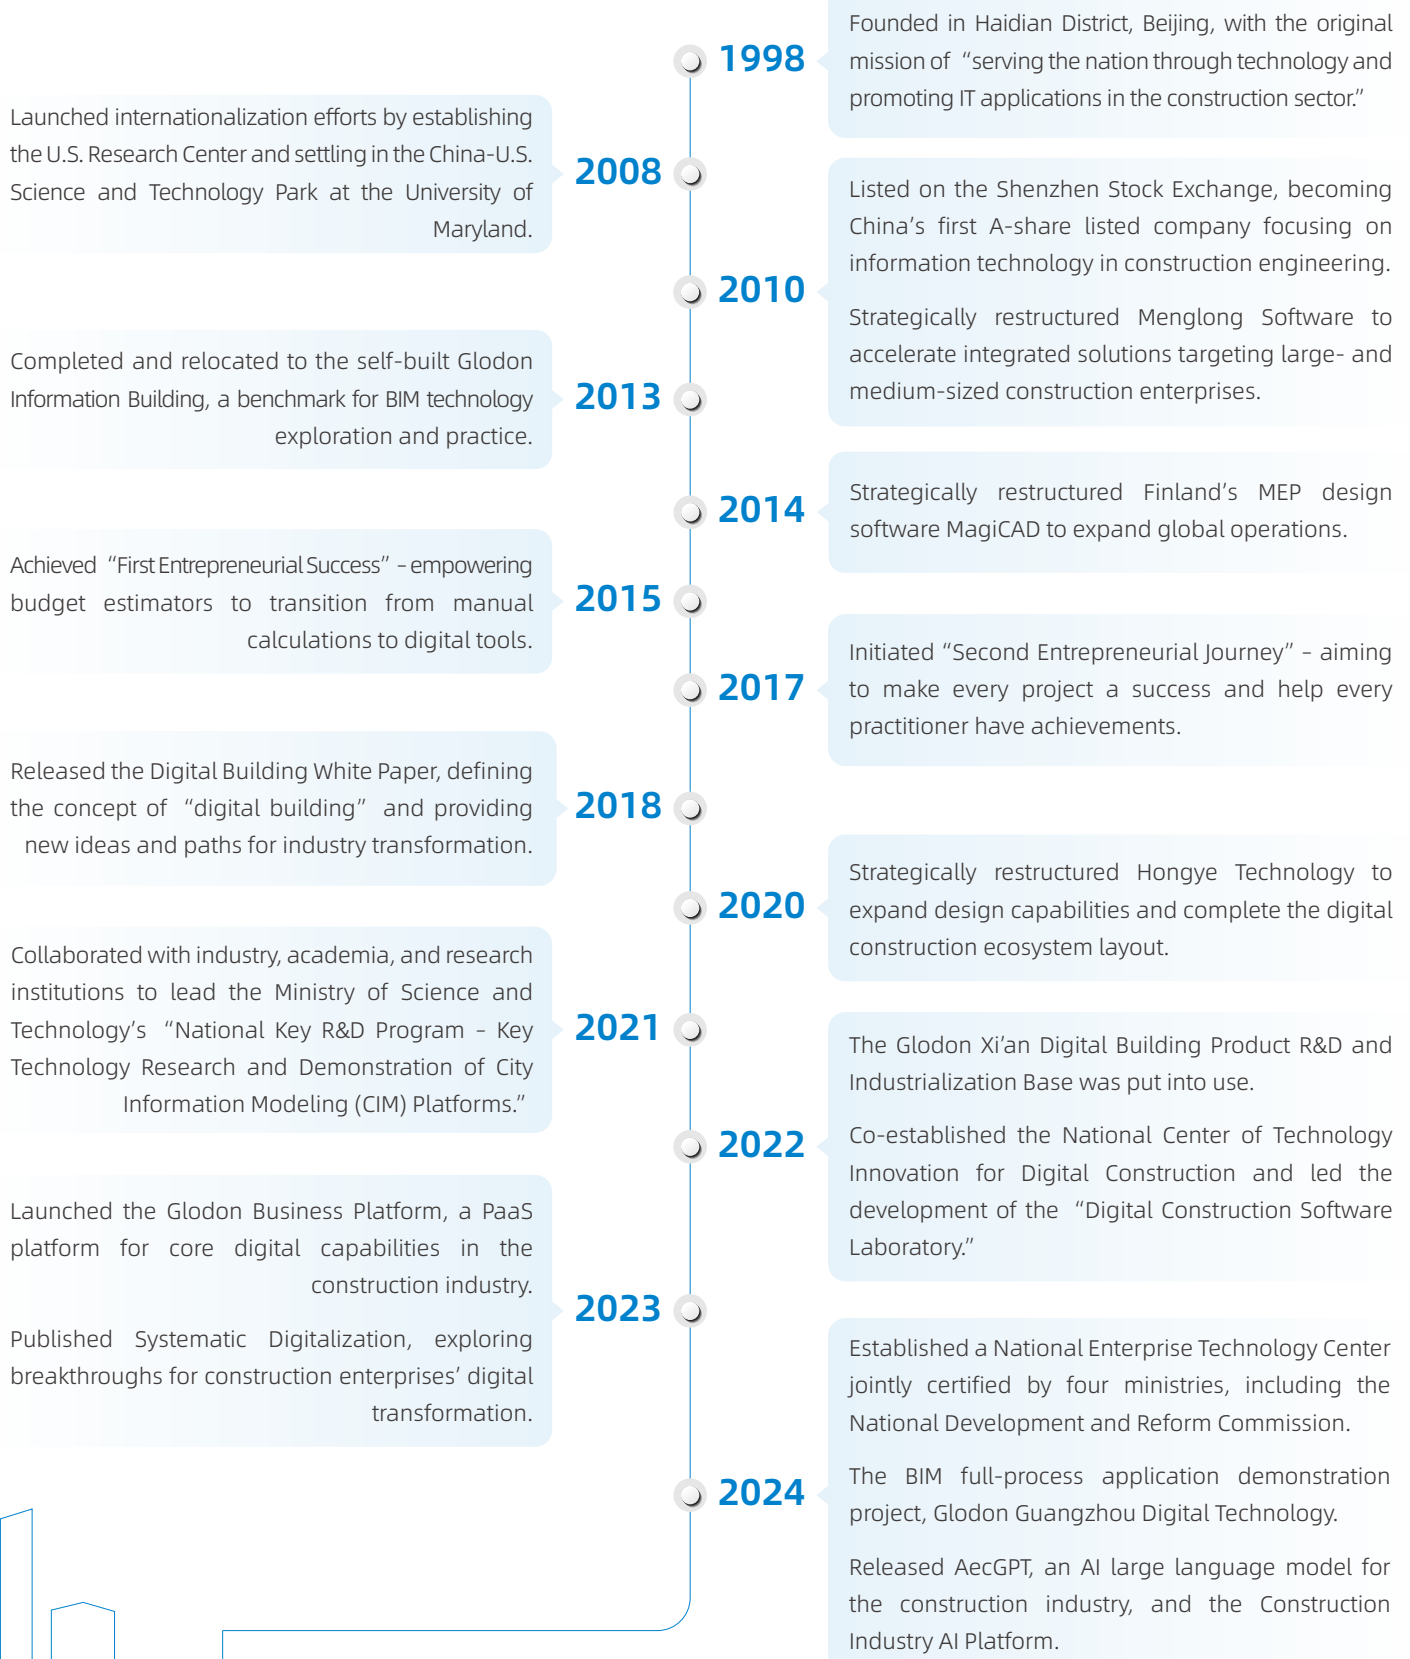 1998
Founded in Haidian District, Beijing, with the original
mission of “serving the nation through technology and
promoting IT applications in the construction sector.”
2008
Launched internationalization efforts by establishing
the U.S. Research Center and settling in the China-U.S.
Science and Technology Park at the University of
Maryland.
2010
Listed on the Shenzhen Stock Exchange, becoming
China’s first A-share listed company focusing on
information technology in construction engineering.
Strategically restructured Menglong Software to
accelerate integrated solutions targeting large- and
medium-sized construction enterprises.
2013
Completed and relocated to the self-built Glodon
Information Building, a benchmark for BIM technology
exploration and practice.
2014
Strategically restructured Finland’s MEP design
software MagiCAD to expand global operations.
2015
Achieved “First Entrepreneurial Success” – empowering
budget estimators to transition from manual
calculations to digital tools.
2017
Initiated “Second Entrepreneurial Journey” – aiming
to make every project a success and help every
practitioner have achievements.
2018
Released the Digital Building White Paper, defining
the concept of “digital building” and providing
new ideas and paths for industry transformation.
2020
Strategically restructured Hongye Technology to
expand design capabilities and complete the digital
construction ecosystem layout.
2021
Collaborated with industry, academia, and research
institutions to lead the Ministry of Science and
Technology’s “National Key R&D Program – Key
Technology Research and Demonstration of City
Information Modeling (CIM) Platforms.”
2022
The Glodon Xi’an Digital Building Product R&D and
Industrialization Base was put into use.
Co-established the National Center of Technology
Innovation for Digital Construction and led the
development of the “Digital Construction Software
Laboratory.”
2023
Launched the Glodon Business Platform, a PaaS
platform for core digital capabilities in the
construction industry.
Published Systematic Digitalization, exploring
breakthroughs for construction enterprises’ digital
transformation.
2024
Established a National Enterprise Technology Center
jointly certified by four ministries, including the
National Development and Reform Commission.
The BIM full-process application demonstration
project, Glodon Guangzhou Digital Technology.
Released AecGPT, an AI large language model for
the construction industry, and the Construction
Industry AI Platform.